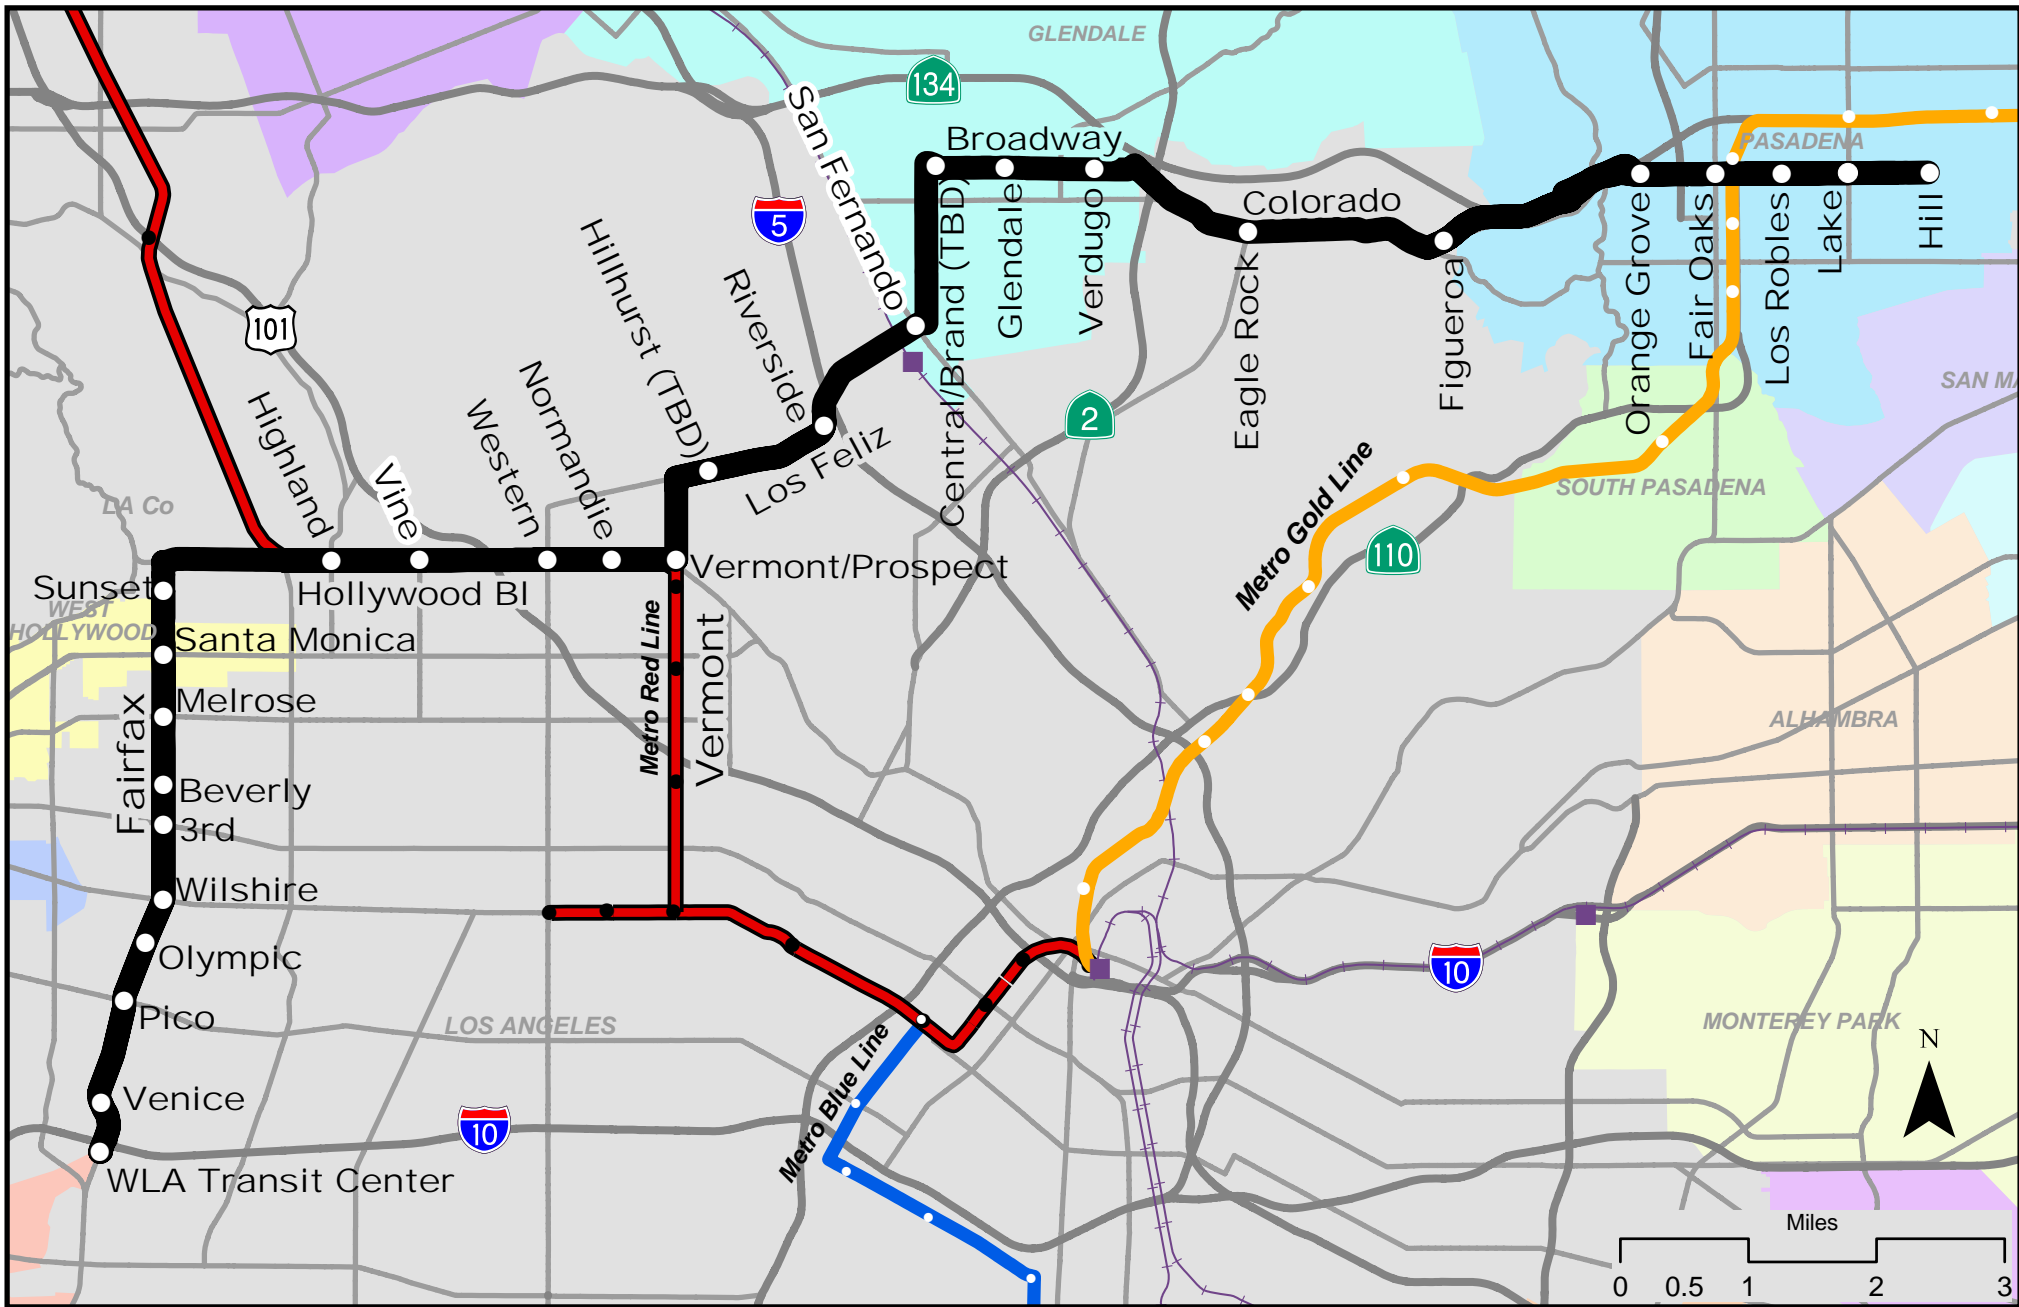 GLENDALE
134
San Fernando
Broadway
PASADENA
5
Colorado
Hillhurst (TBD)
Riverside
Central/Brand (TBD)
Glendale
Verdugo
Eagle Rock
Figueroa
Orange Grove
Fair Oaks
Los Robles
Lake
Hill
101
SAN MA
Highland
Vine
Western
Normandie
Los Feliz
2
Metro Gold Line
SOUTH PASADENA
110
LA Co
Sunset
Hollywood Bl
Vermont/Prospect
WEST
HOLLYWOOD
Santa Monica
Metro Red Line
Vermont
Melrose
Fairfax
ALHAMBRA
Beverly
3rd
Wilshire
Olympic
10
Pico
LOS ANGELES
MONTEREY PARK
N
Metro Blue Line
Venice
10
WLA Transit Center
Miles
0 0.5 1 2 3